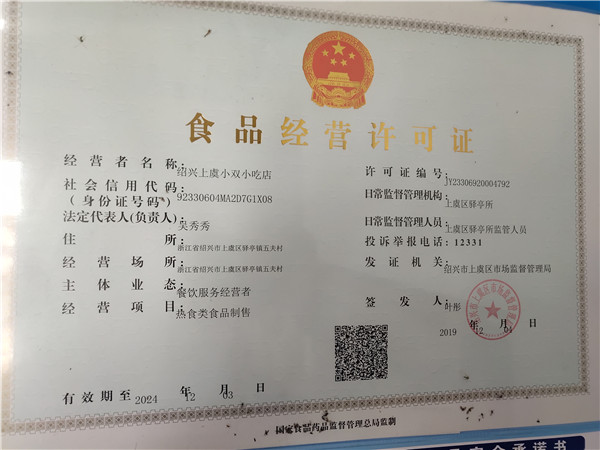 食品经营许可证
经营者名称：绍兴上虞小双小吃店
社会信用代码：
(身份证号码) 92330604MA2D7G1X08
法定代表人(负责人)：吴秀秀
住所：浙江省绍兴市上虞区驿亭镇五夫村
经营场所：浙江省绍兴市上虞区驿亭镇五夫村
主体业态：餐饮服务经营者
经营项目：热食类食品制售
许可证编号：JY23306920004792
日常监督管理机构：上虞区驿亭所
日常监督管理人员：上虞区驿亭所监管人员
投诉举报电话：12331
发证机关：绍兴市上虞区市场监督管理局
签发人：叶彤
2019 年 12 月 04 日
有效期至 2024 年 12 月 03 日
国家食品药品监督管理总局监制
安全承诺书